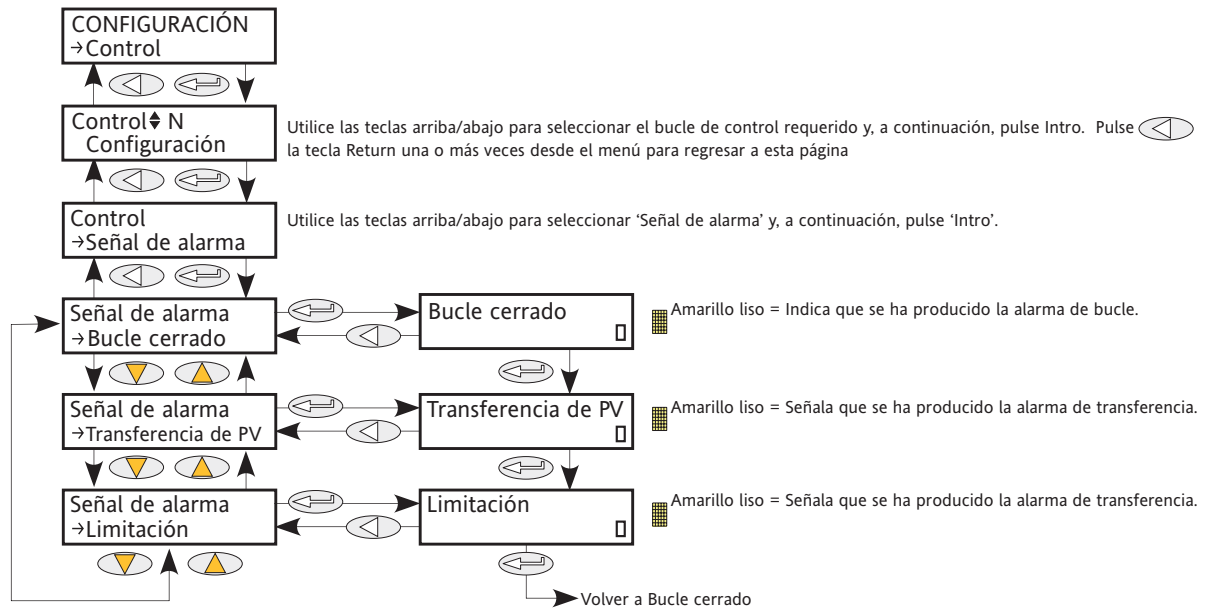 CONFIGURACIÓN
→Control
Control N
Configuración
Utilice las teclas arriba/abajo para seleccionar el bucle de control requerido y, a continuación, pulse Intro. Pulse
la tecla Return una o más veces desde el menú para regresar a esta página
Control
→Señal de alarma
Utilice las teclas arriba/abajo para seleccionar ‘Señal de alarma’ y, a continuación, pulse ‘Intro’.
Señal de alarma
→Bucle cerrado
Bucle cerrado
Amarillo liso = Indica que se ha producido la alarma de bucle.
Señal de alarma
→Transferencia de PV
Transferencia de PV
Amarillo liso = Señala que se ha producido la alarma de transferencia.
Señal de alarma
→Limitación
Limitación
Amarillo liso = Señala que se ha producido la alarma de transferencia.
Volver a Bucle cerrado